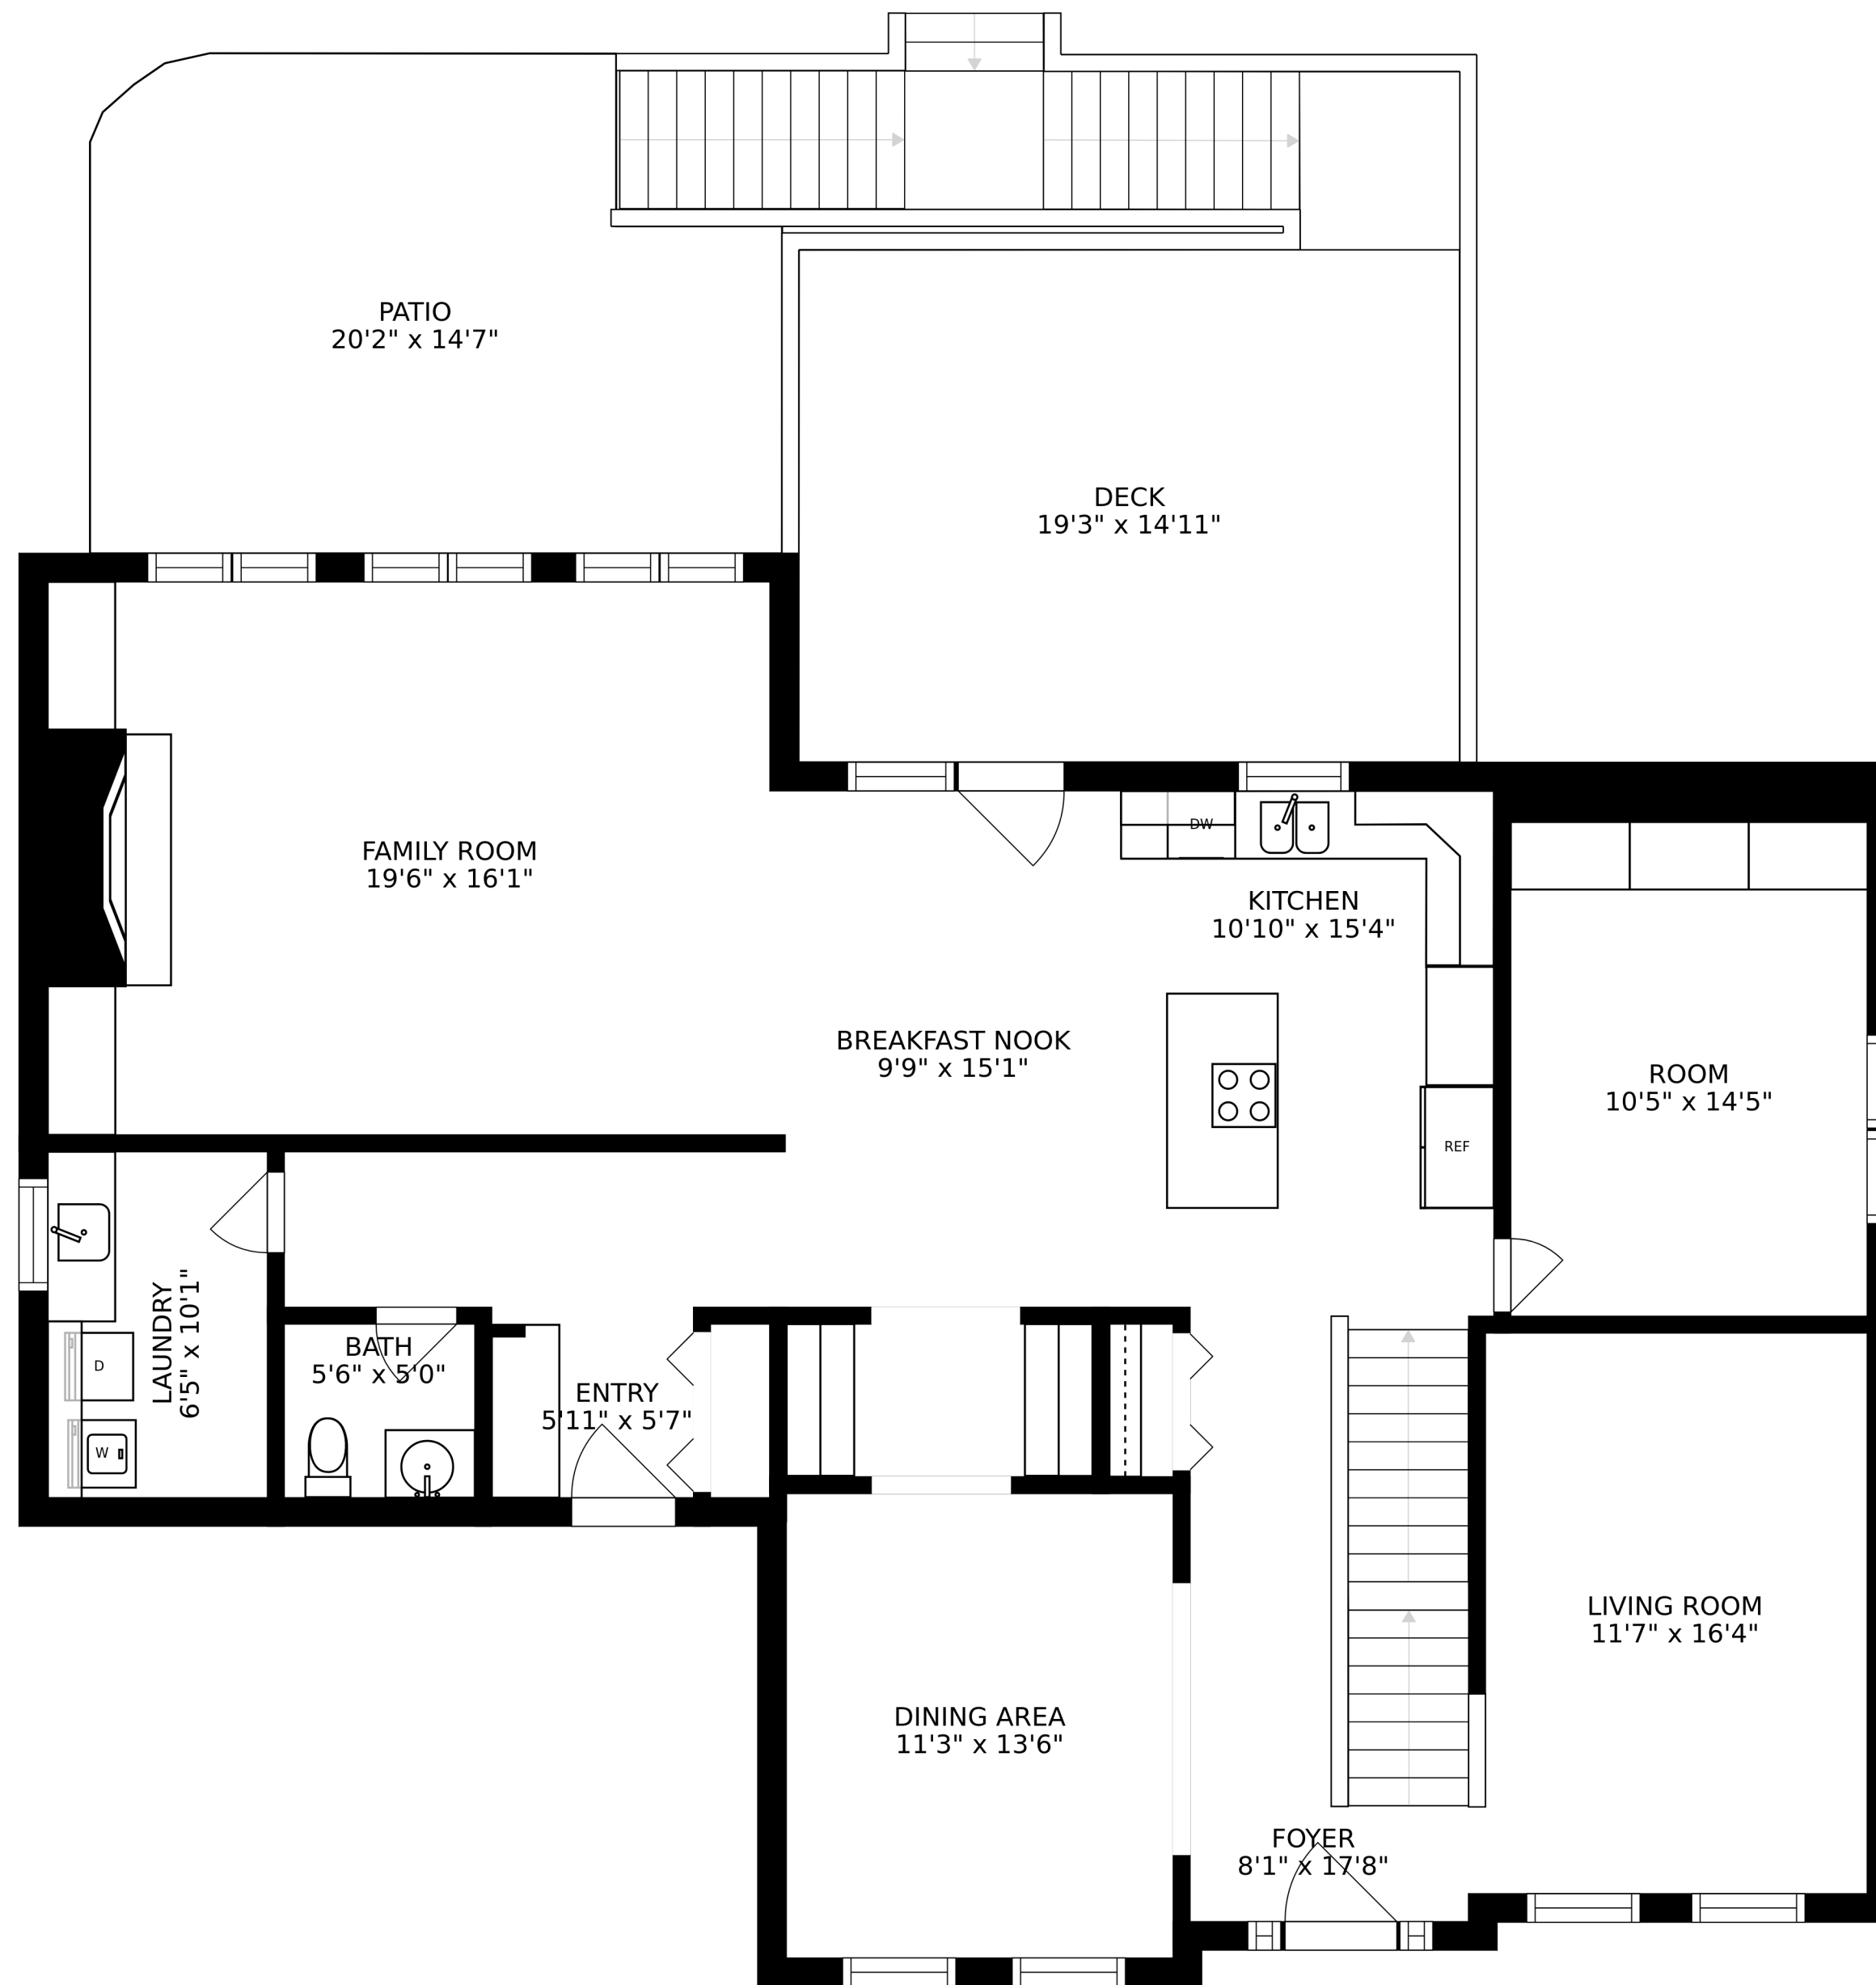 PATIO
20'2" x 14'7"
DECK
19'3" x 14'11"
DW
FAMILY ROOM
19'6" x 16'1"
KITCHEN
10'10" x 15'4"
BREAKFAST NOOK
9'9" x 15'1"
ROOM
10'5" x 14'5"
REF
LAUNDRY
6'5" x 10'1"
D
W
BATH
5'6" x 5'0"
ENTRY
5'11" x 5'7"
LIVING ROOM
11'7" x 16'4"
DINING AREA
11'3" x 13'6"
FOYER
8'1" x 17'8"